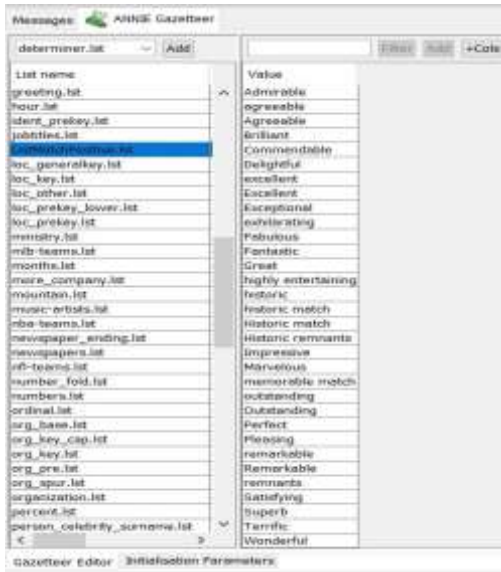 Messages ANNIE Gazetteer
determiner.lst Add Filter Add +Cols
List name
greeting.lst
hour.lst
ident_prekey.lst
jobtitles.lst
loc_generalkey.lst
loc_key.lst
loc_other.lst
loc_prekey_lower.lst
loc_prekey.lst
ministry.lst
mlb-teams.lst
months.lst
more_company.lst
mountain.lst
music-artists.lst
nba-teams.lst
newspaper_ending.lst
newspapers.lst
nfl-teams.lst
number_fold.lst
numbers.lst
ordinal.lst
org_base.lst
org_key_cap.lst
org_key.lst
org_pre.lst
org_spur.lst
organization.lst
percent.lst
person_celebrity_surname.lst
Value
Admirable
agreeable
Agreeable
Brilliant
Commendable
Delightful
excellent
Excellent
Exceptional
exhilarating
Fabulous
Fantastic
Great
highly entertaining
historic
historic match
Historic match
Historic remnants
Impressive
Marvelous
memorable match
outstanding
Outstanding
Perfect
Pleasing
remarkable
Remarkable
remnants
Satisfying
Superb
Terrific
Wonderful
Gazetteer Editor Initialisation Parameters